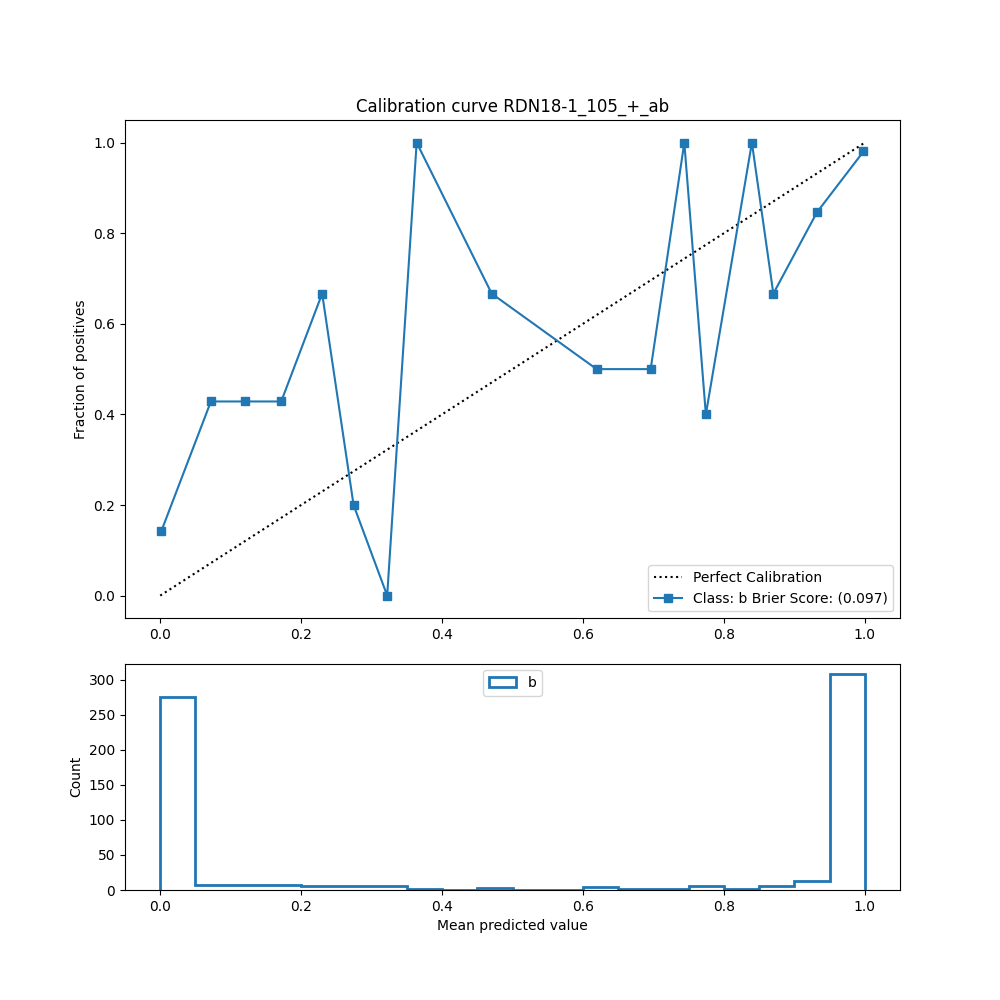 Calibration curve RDN18-1_105_+_ab
1.0
0.8
0.6
0.4
0.2
0.0
Fraction of positives
Perfect Calibration
Class: b Brier Score: (0.097)
0.0 0.2 0.4 0.6 0.8 1.0
b
300
250
200
150
100
50
0
Count
0.0 0.2 0.4 0.6 0.8 1.0
Mean predicted value